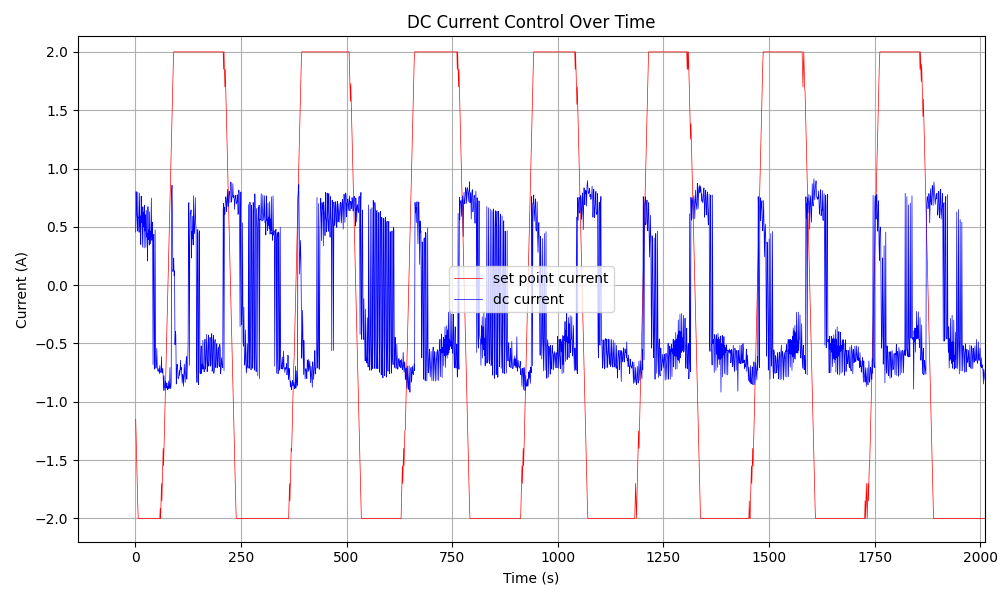 DC Current Control Over Time
Current (A)
2.0
1.5
1.0
0.5
0.0
−0.5
−1.0
−1.5
−2.0
set point current
dc current
0 250 500 750 1000 1250 1500 1750 2000
Time (s)